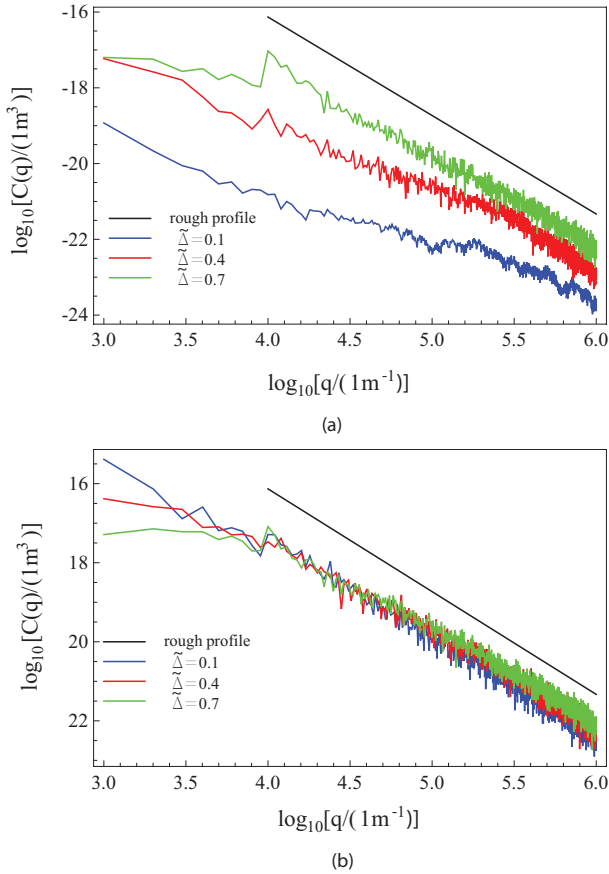 -16
-18
-20
-22
-24
log₁₀[C(q)/(1m³)]
rough profile
Δ̃=0.1
Δ̃=0.4
Δ̃=0.7
3.0 3.5 4.0 4.5 5.0 5.5 6.0
log₁₀[q/(1m⁻¹)]
(a)
16
18
20
22
log₁₀[C(q)/(1m³)]
rough profile
Δ̃=0.1
Δ̃=0.4
Δ̃=0.7
3.0 3.5 4.0 4.5 5.0 5.5 6.0
log₁₀[q/(1m⁻¹)]
(b)